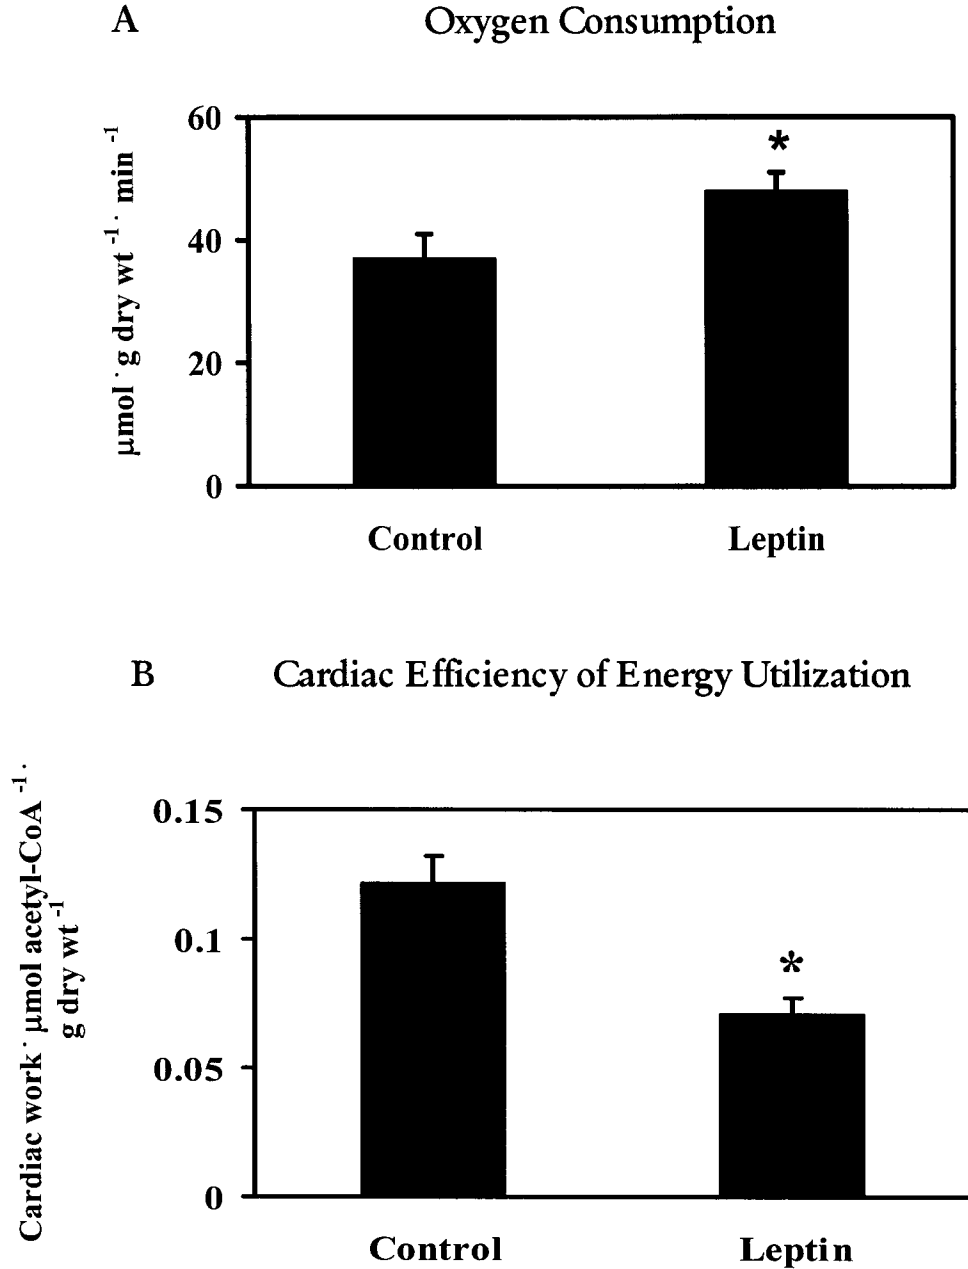 A
Oxygen Consumption
μmol · g dry wt⁻¹ · min⁻¹
60
40
20
0
*
Control
Leptin
B
Cardiac Efficiency of Energy Utilization
Cardiac work · μmol acetyl-CoA⁻¹ ·
g dry wt⁻¹
0.15
0.1
0.05
0
*
Control
Leptin